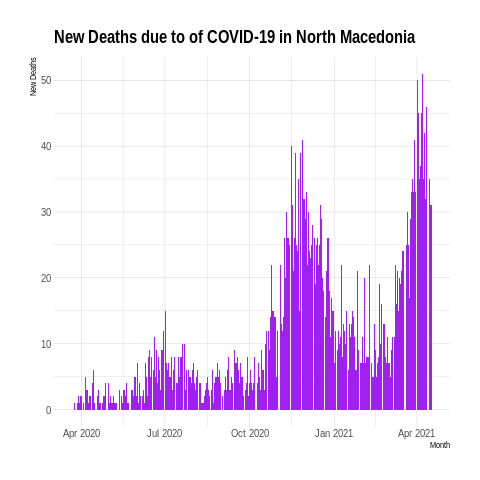 New Deaths due to of COVID-19 in North Macedonia
New Deaths
50
40
30
20
10
0
Apr 2020 Jul 2020 Oct 2020 Jan 2021 Apr 2021
Month